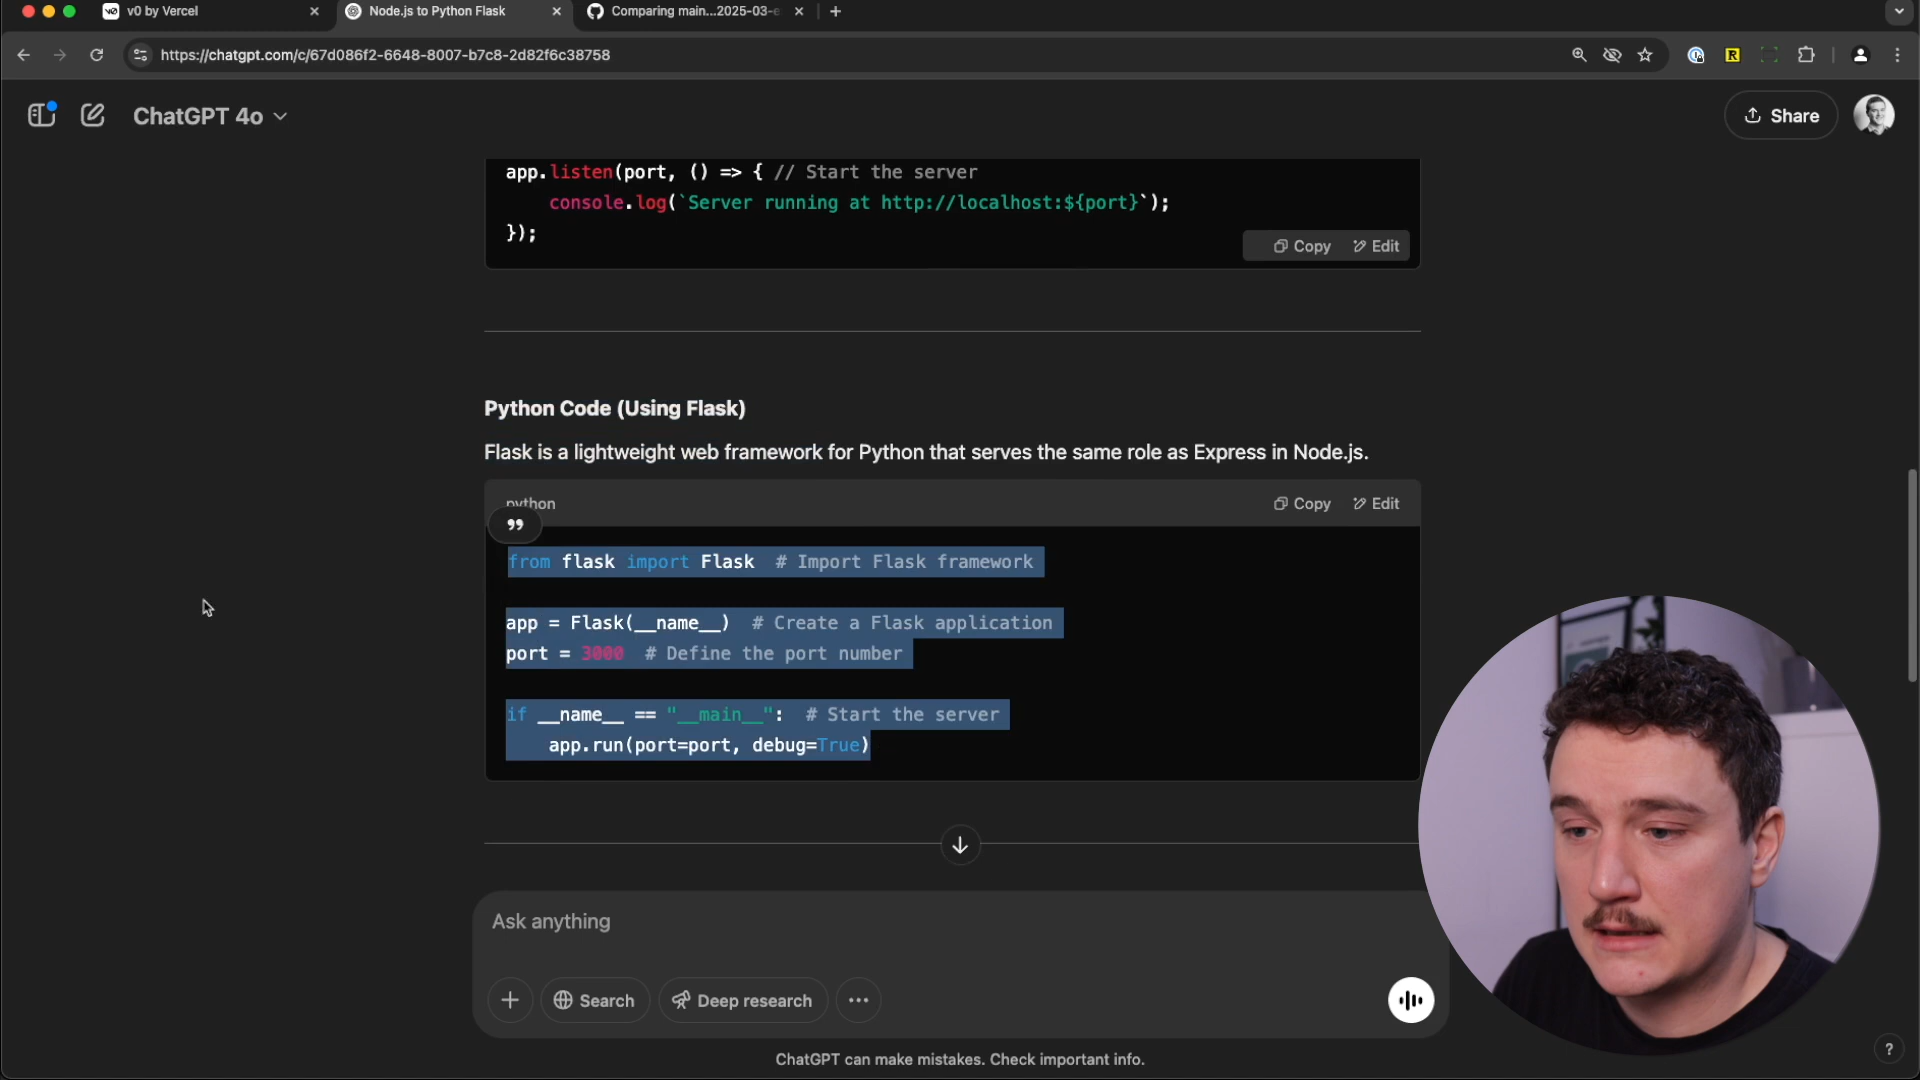 v0 by Vercel
Node.js to Python Flask
Comparing main...2025-03-e
https://chatgpt.com/c/67d086f2-6648-8007-b7c8-2d82f6c38758
ChatGPT 4o
Share
app.listen(port, () => { // Start the server
console.log(`Server running at http://localhost:${port}`);
});
Copy Edit
Python Code (Using Flask)
Flask is a lightweight web framework for Python that serves the same role as Express in Node.js.
python
Copy Edit
from flask import Flask # Import Flask framework
app = Flask(__name__) # Create a Flask application
port = 3000 # Define the port number
if __name__ == "__main__": # Start the server
app.run(port=port, debug=True)
Ask anything
Search Deep research
ChatGPT can make mistakes. Check important info.
?